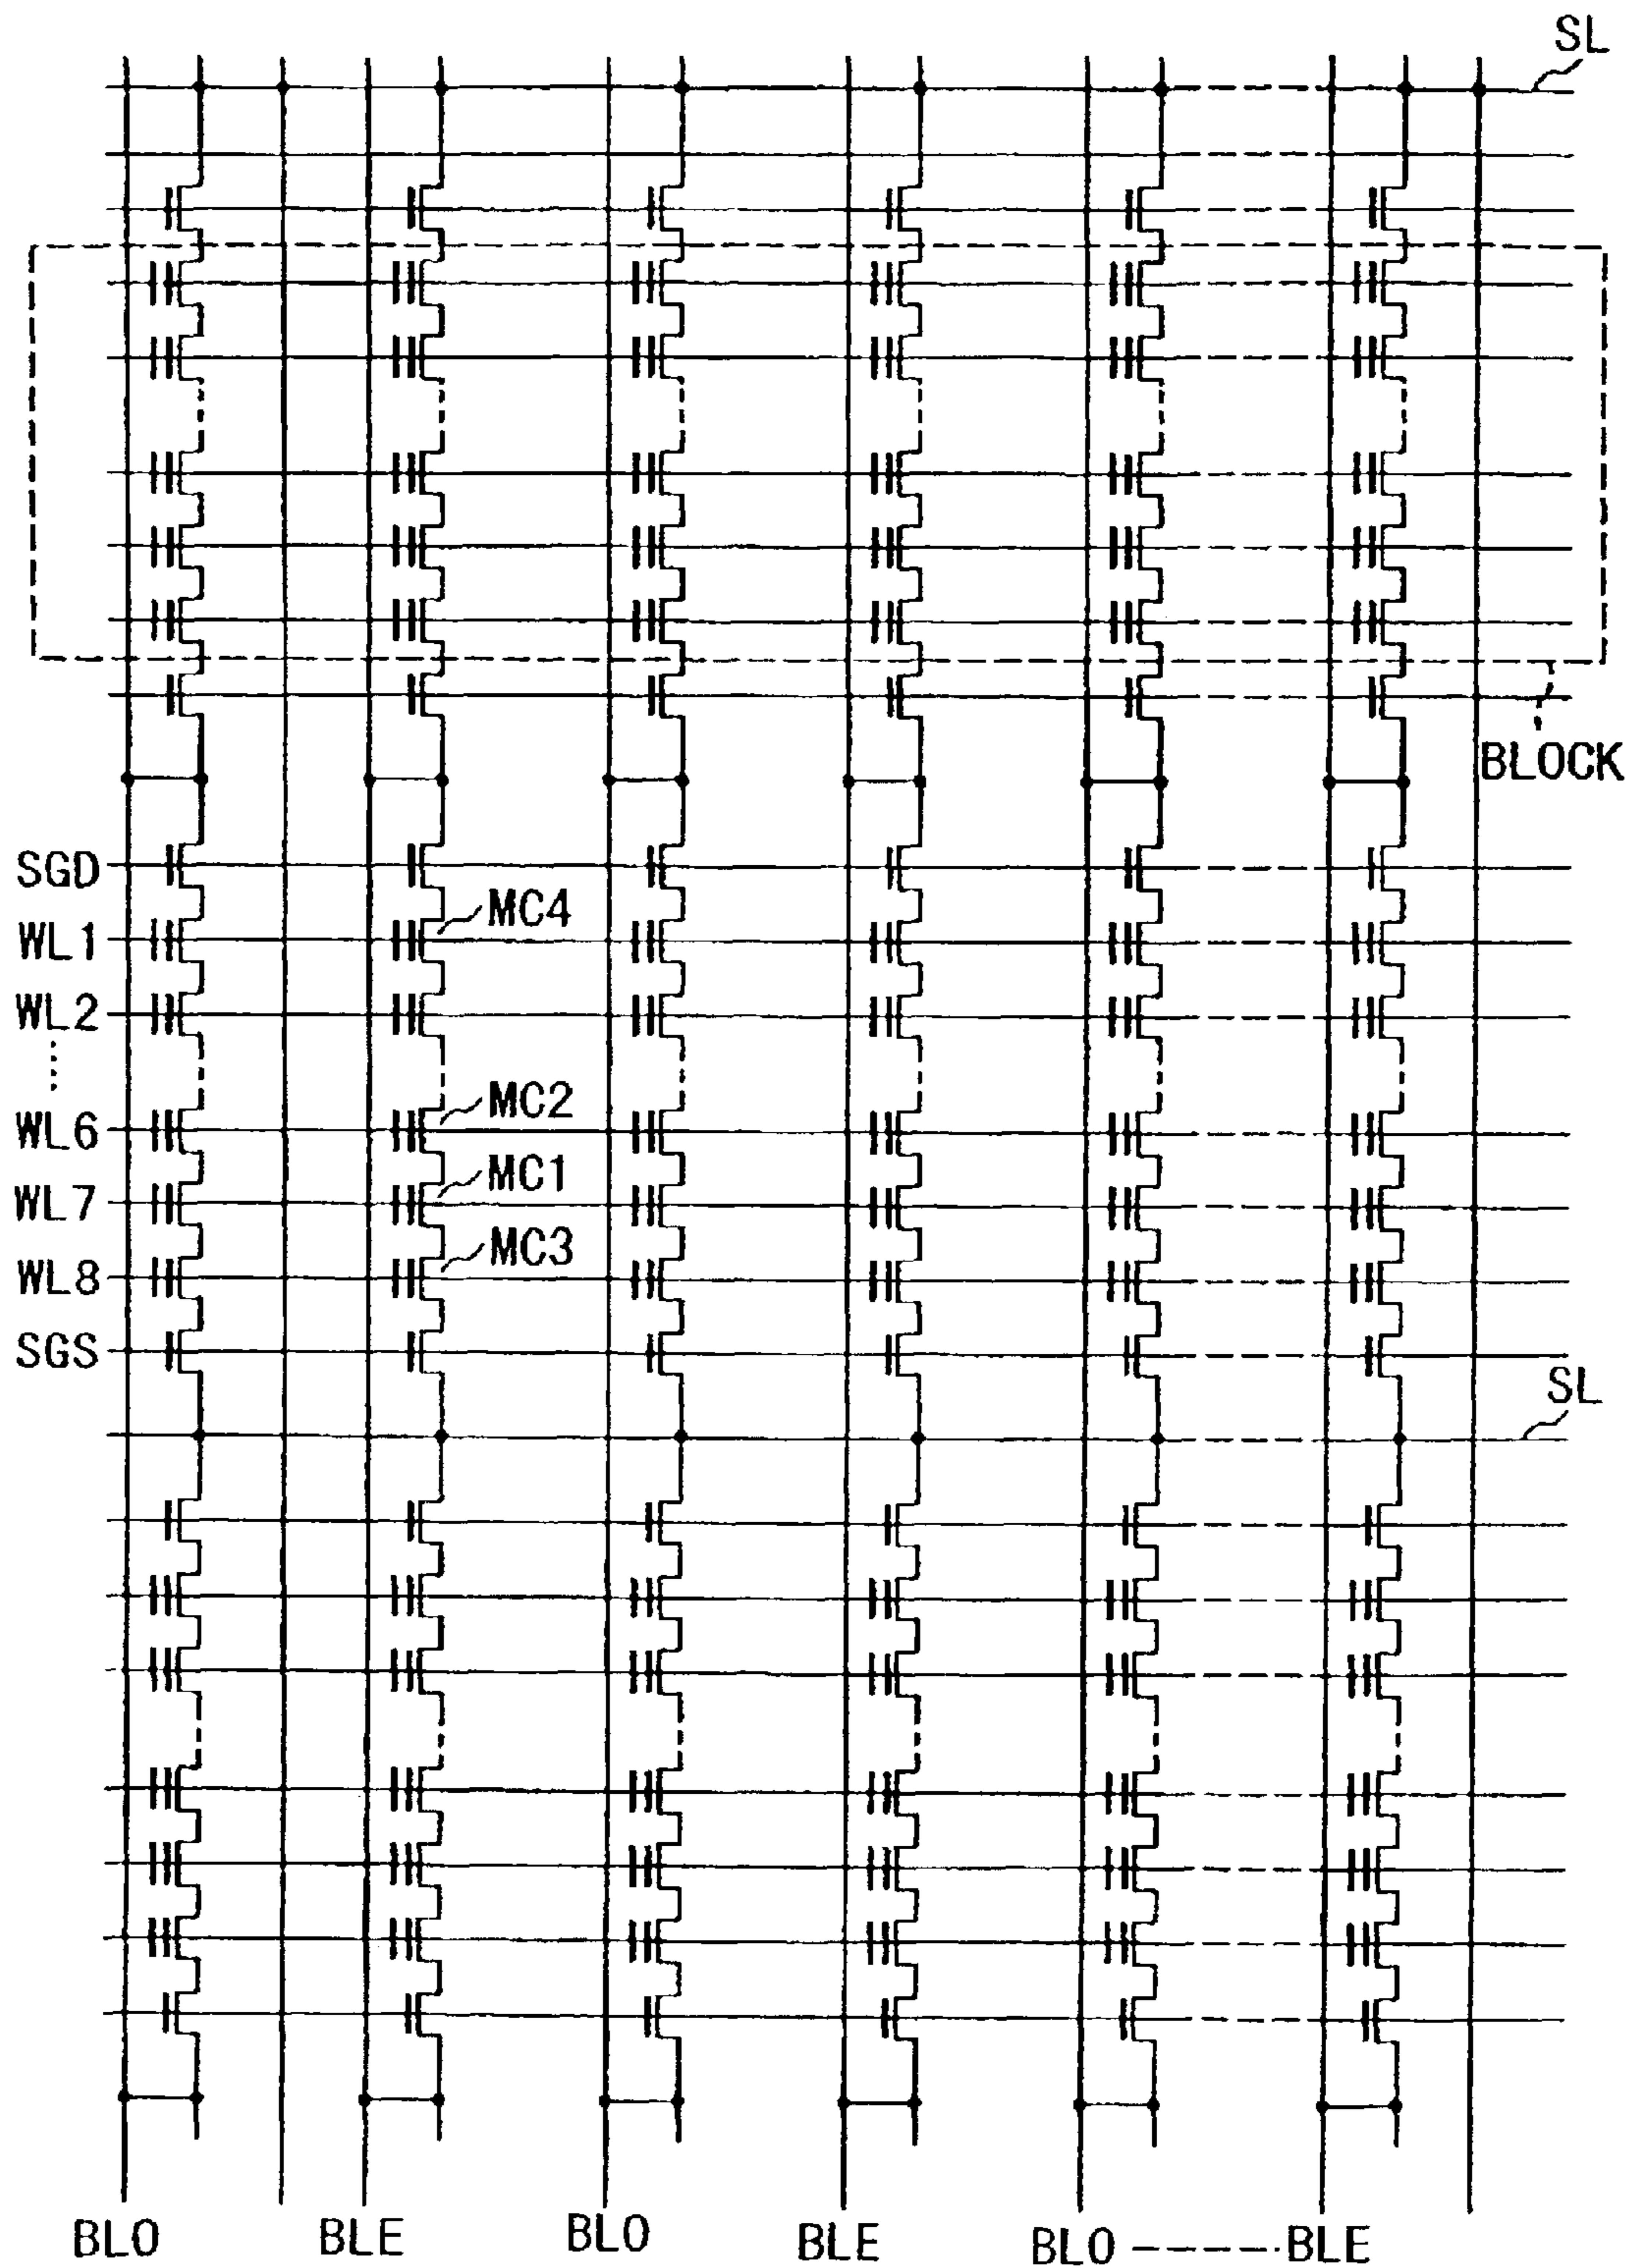 SL
BLOCK
SGD
MC4
WL1
WL2
MC2
WL6
MC1
WL7
MC3
WL8
SGS
SL
BLO BLE BLO BLE BLO BLE